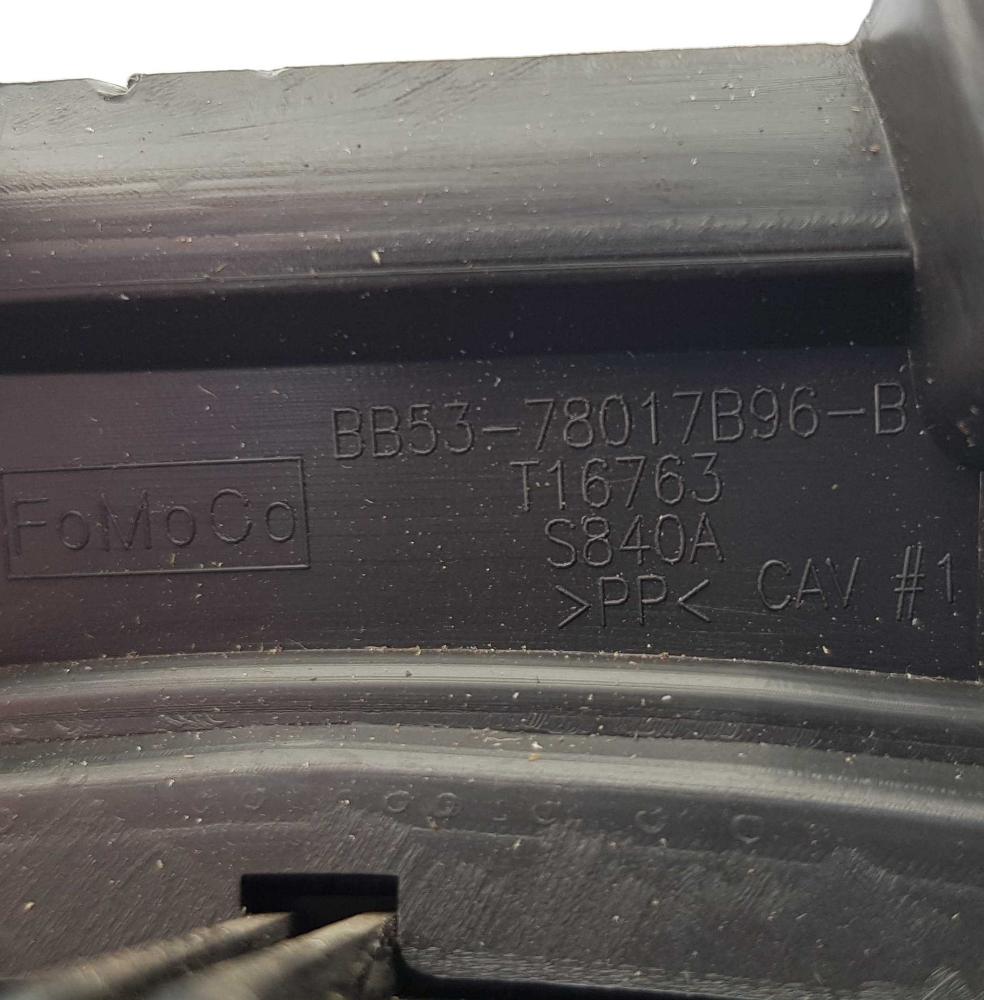 BB53-78017B96-B
T16763
S840A
FoMoCo
>PP< CAV #1